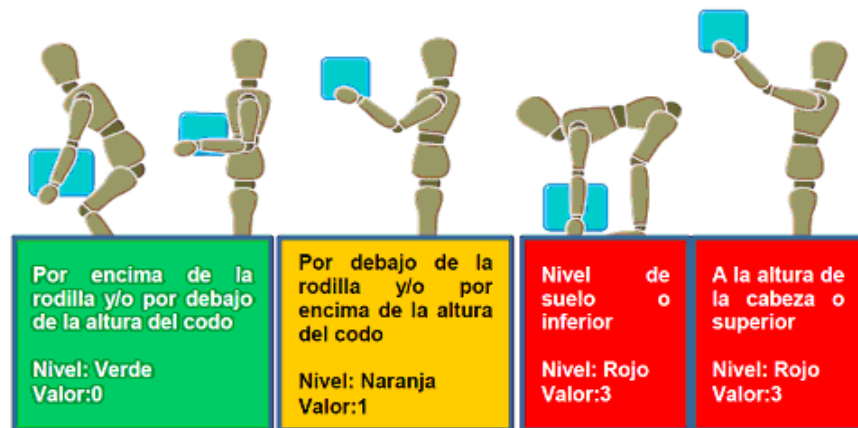 Por encima de la
rodilla y/o por debajo
de la altura del codo
Nivel: Verde
Valor:0
Por debajo de la
rodilla y/o por
encima de la altura
del codo
Nivel: Naranja
Valor:1
Nivel de
suelo o
inferior
Nivel: Rojo
Valor:3
A la altura de
la cabeza o
superior
Nivel: Rojo
Valor:3